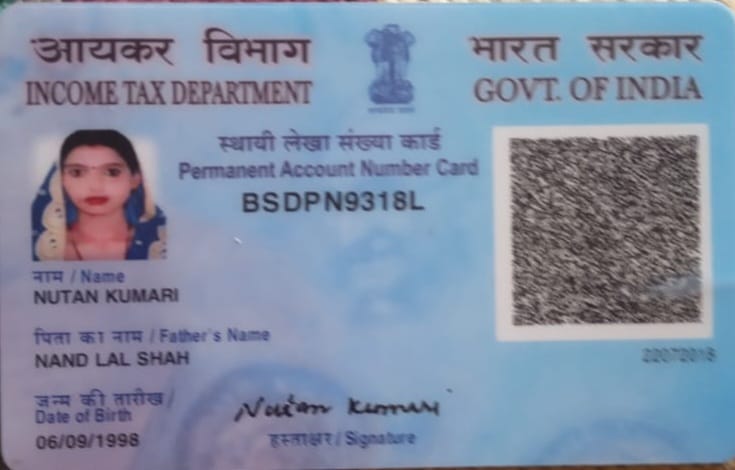 आयकर विभाग
INCOME TAX DEPARTMENT
भारत सरकार
GOVT. OF INDIA
स्थायी लेखा संख्या कार्ड
Permanent Account Number Card
BSDPN9318L
नाम / Name
NUTAN KUMARI
पिता का नाम / Father's Name
NAND LAL SHAH
जन्म की तारीख /
Date of Birth
06/09/1998
Nutan Kumari
हस्ताक्षर / Signature
22072018